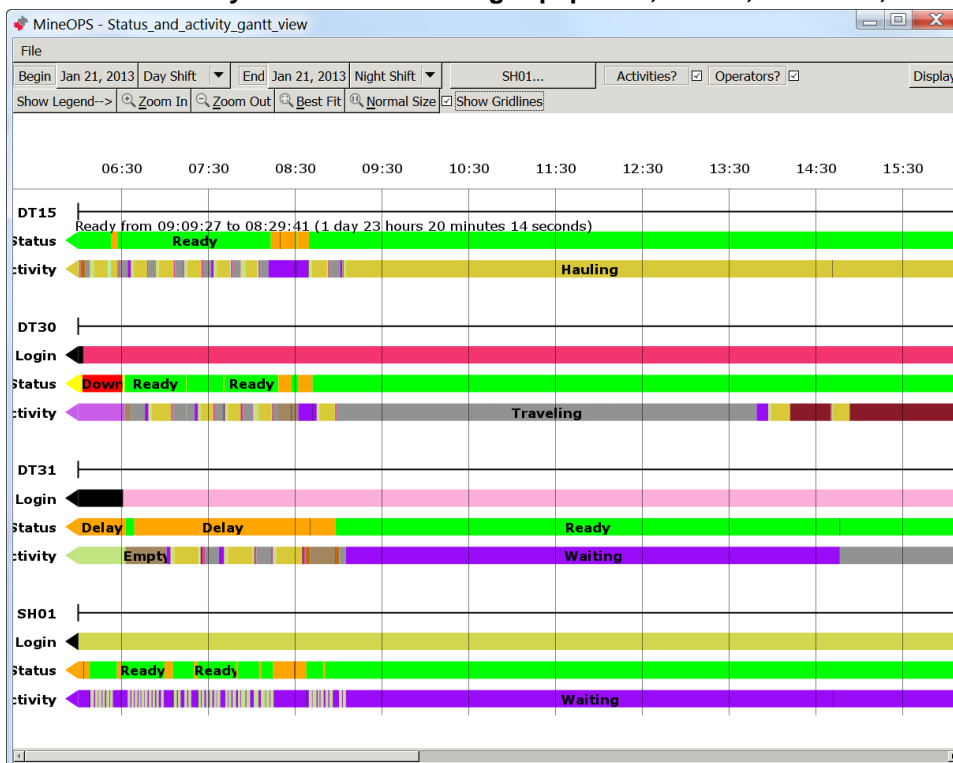 MineOPS - Status_and_activity_gantt_view
File
Begin Jan 21, 2013 Day Shift End Jan 21, 2013 Night Shift SH01... Activities? Operators? Display
Show Legend--> Zoom In Zoom Out Best Fit Normal Size Show Gridlines
06:30 07:30 08:30 09:30 10:30 11:30 12:30 13:30 14:30 15:30
DT15
Ready from 09:09:27 to 08:29:41 (1 day 23 hours 20 minutes 14 seconds)
Status Ready
ctivity Hauling
DT30
Login
Status Down Ready Ready
ctivity Traveling
DT31
Login
Status Delay Delay Ready
ctivity Empty Waiting
SH01
Login
Status Ready Ready
ctivity Waiting